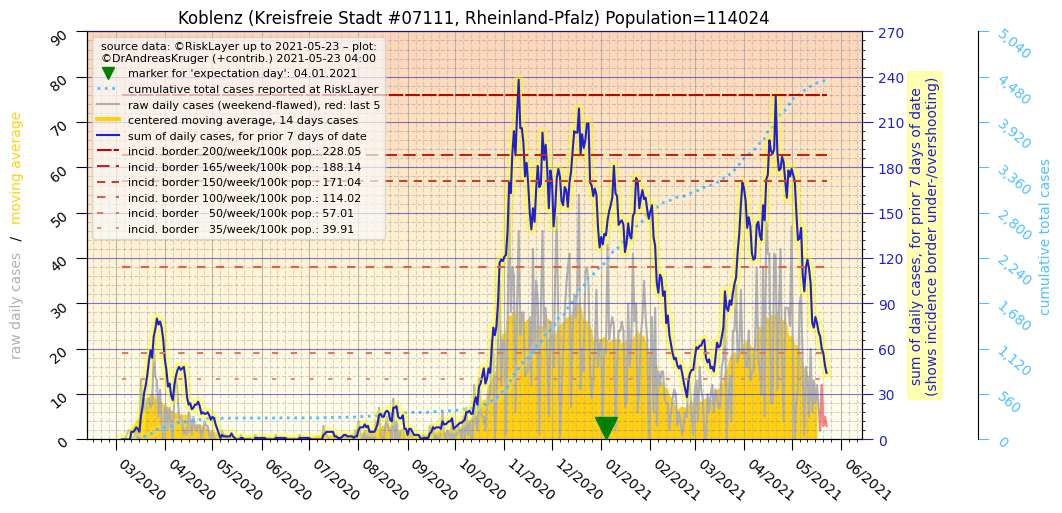 Koblenz (Kreisfreie Stadt #07111, Rheinland-Pfalz) Population=114024
source data: ©RiskLayer up to 2021-05-23 – plot:
©DrAndreasKruger (+contrib.) 2021-05-23 04:00
marker for 'expectation day': 04.01.2021
cumulative total cases reported at RiskLayer
raw daily cases (weekend-flawed), red: last 5
centered moving average, 14 days cases
sum of daily cases, for prior 7 days of date
incid. border 200/week/100k pop.: 228.05
incid. border 165/week/100k pop.: 188.14
incid. border 150/week/100k pop.: 171.04
incid. border 100/week/100k pop.: 114.02
incid. border   50/week/100k pop.: 57.01
incid. border   35/week/100k pop.: 39.91
raw daily cases   /   moving average
90
80
70
60
50
40
30
20
10
0
03/2020
04/2020
05/2020
06/2020
07/2020
08/2020
09/2020
10/2020
11/2020
12/2020
01/2021
02/2021
03/2021
04/2021
05/2021
06/2021
270
240
210
180
150
120
90
60
30
0
sum of daily cases, for prior 7 days of date
(shows incidence border under-/overshooting)
5,040
4,480
3,920
3,360
2,800
2,240
1,680
1,120
560
0
cumulative total cases